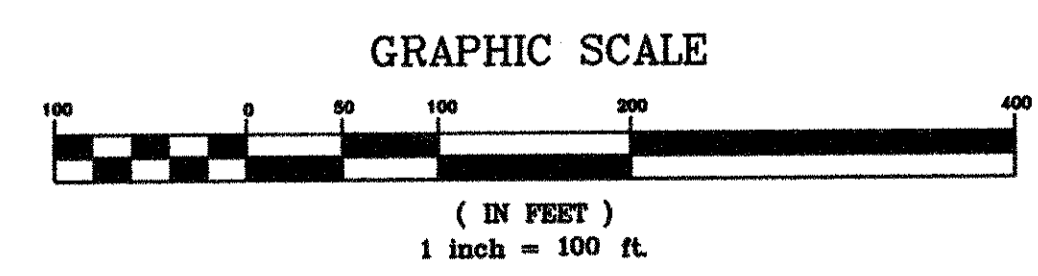 GRAPHIC SCALE
100 0 50 100 200 400
( IN FEET )
1 inch = 100 ft.